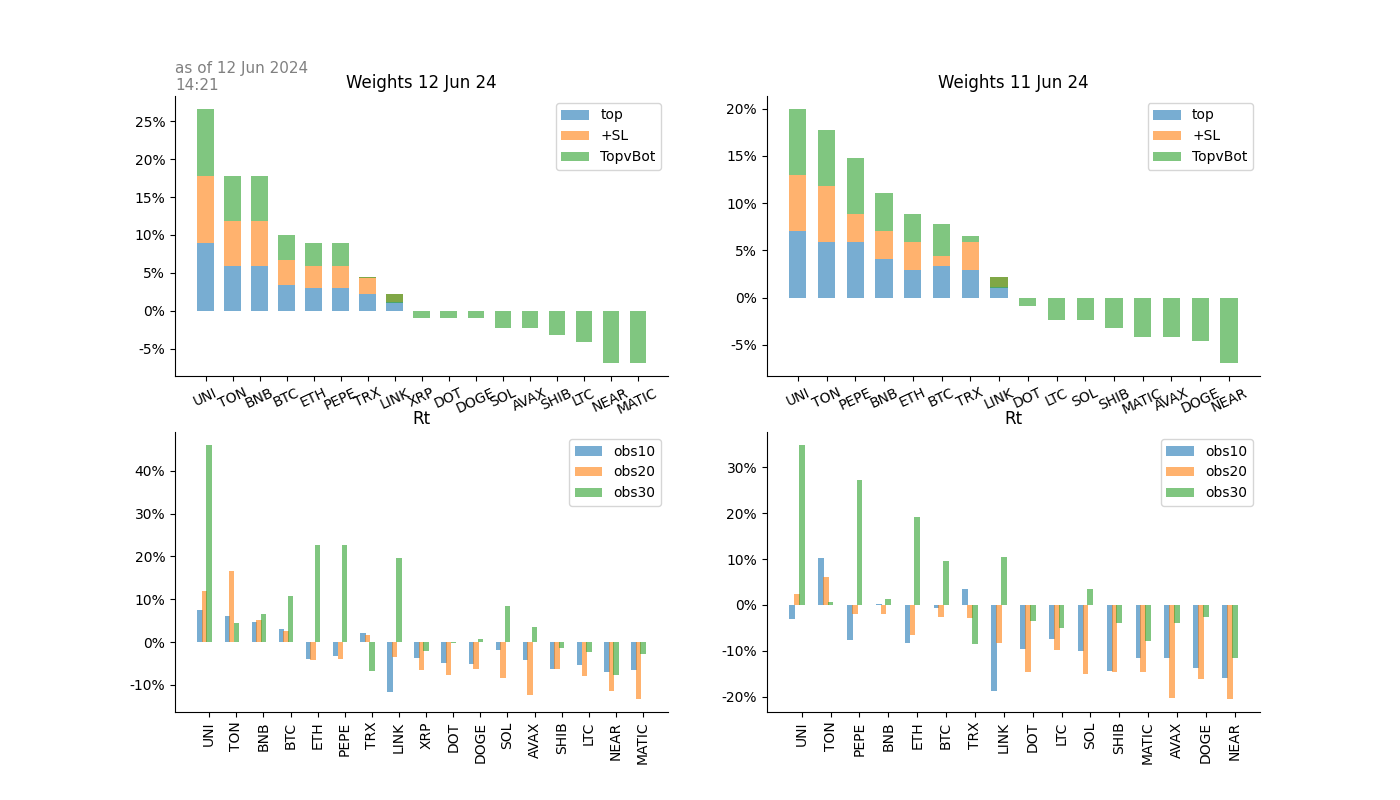 as of 12 Jun 2024
14:21
Weights 12 Jun 24
25%
20%
15%
10%
5%
0%
-5%
top
+SL
TopvBot
UNI TON BNB BTC ETH PEPE TRX LINK XRP DOT DOGE SOL AVAX SHIB LTC NEAR MATIC
Weights 11 Jun 24
20%
15%
10%
5%
0%
-5%
top
+SL
TopvBot
UNI TON PEPE BNB ETH BTC TRX LINK DOT LTC SOL SHIB MATIC AVAX DOGE NEAR
Rt
40%
30%
20%
10%
0%
-10%
obs10
obs20
obs30
UNI TON BNB BTC ETH PEPE TRX LINK XRP DOT DOGE SOL AVAX SHIB LTC NEAR MATIC
Rt
30%
20%
10%
0%
-10%
-20%
obs10
obs20
obs30
UNI TON PEPE BNB ETH BTC TRX LINK DOT LTC SOL SHIB MATIC AVAX DOGE NEAR